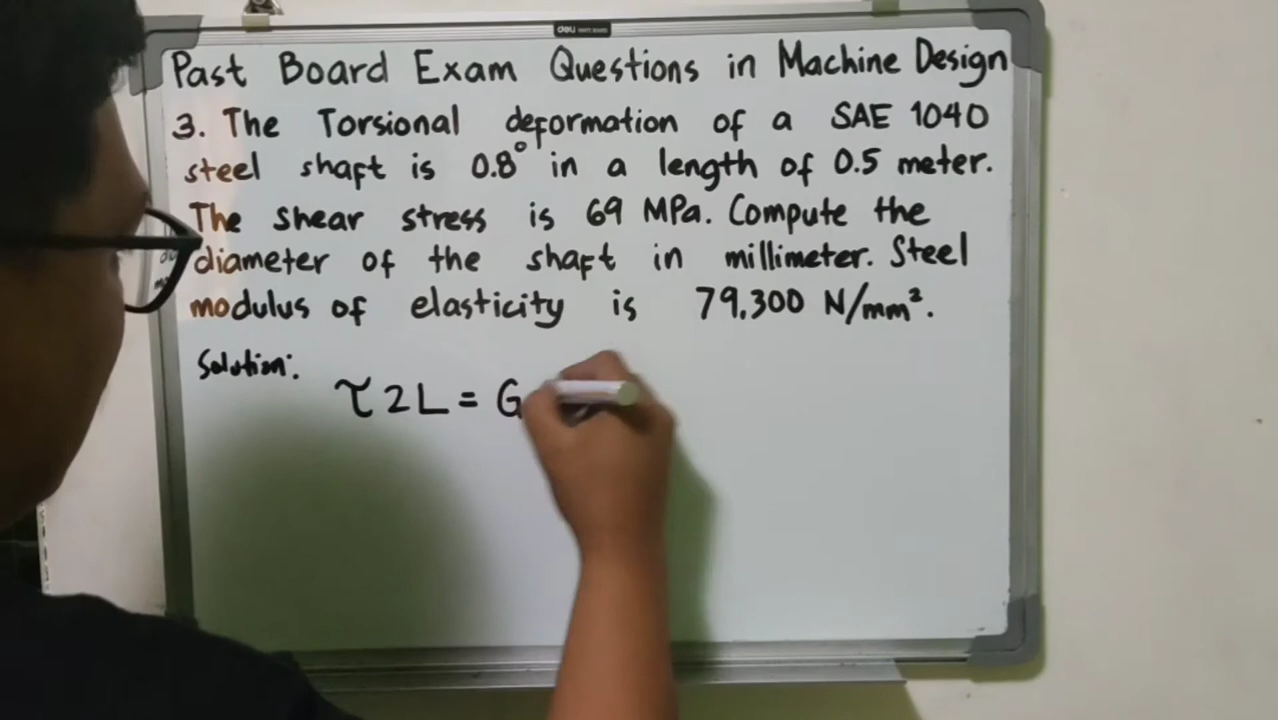 deli
Past Board Exam Questions in Machine Design
3. The Torsional deformation of a SAE 1040
steel shaft is 0.8° in a length of 0.5 meter.
The shear stress is 69 MPa. Compute the
diameter of the shaft in millimeter. Steel
modulus of elasticity is 79,300 N/mm².
Solution:
τ2L = G